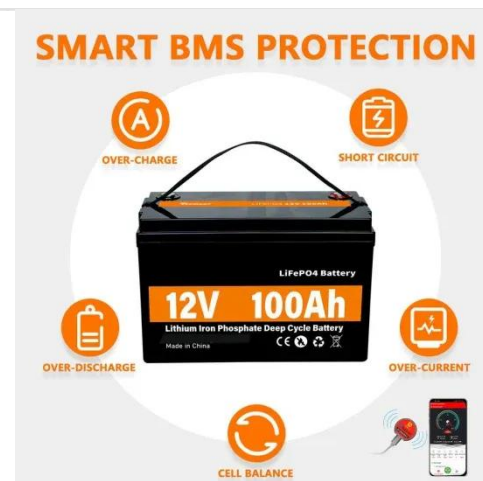 SMART BMS PROTECTION
OVER-CHARGE
SHORT CIRCUIT
LiFePO4 Battery
12V 100Ah
Lithium Iron Phosphate Deep Cycle Battery
Made in China
CE
OVER-DISCHARGE
OVER-CURRENT
CELL BALANCE